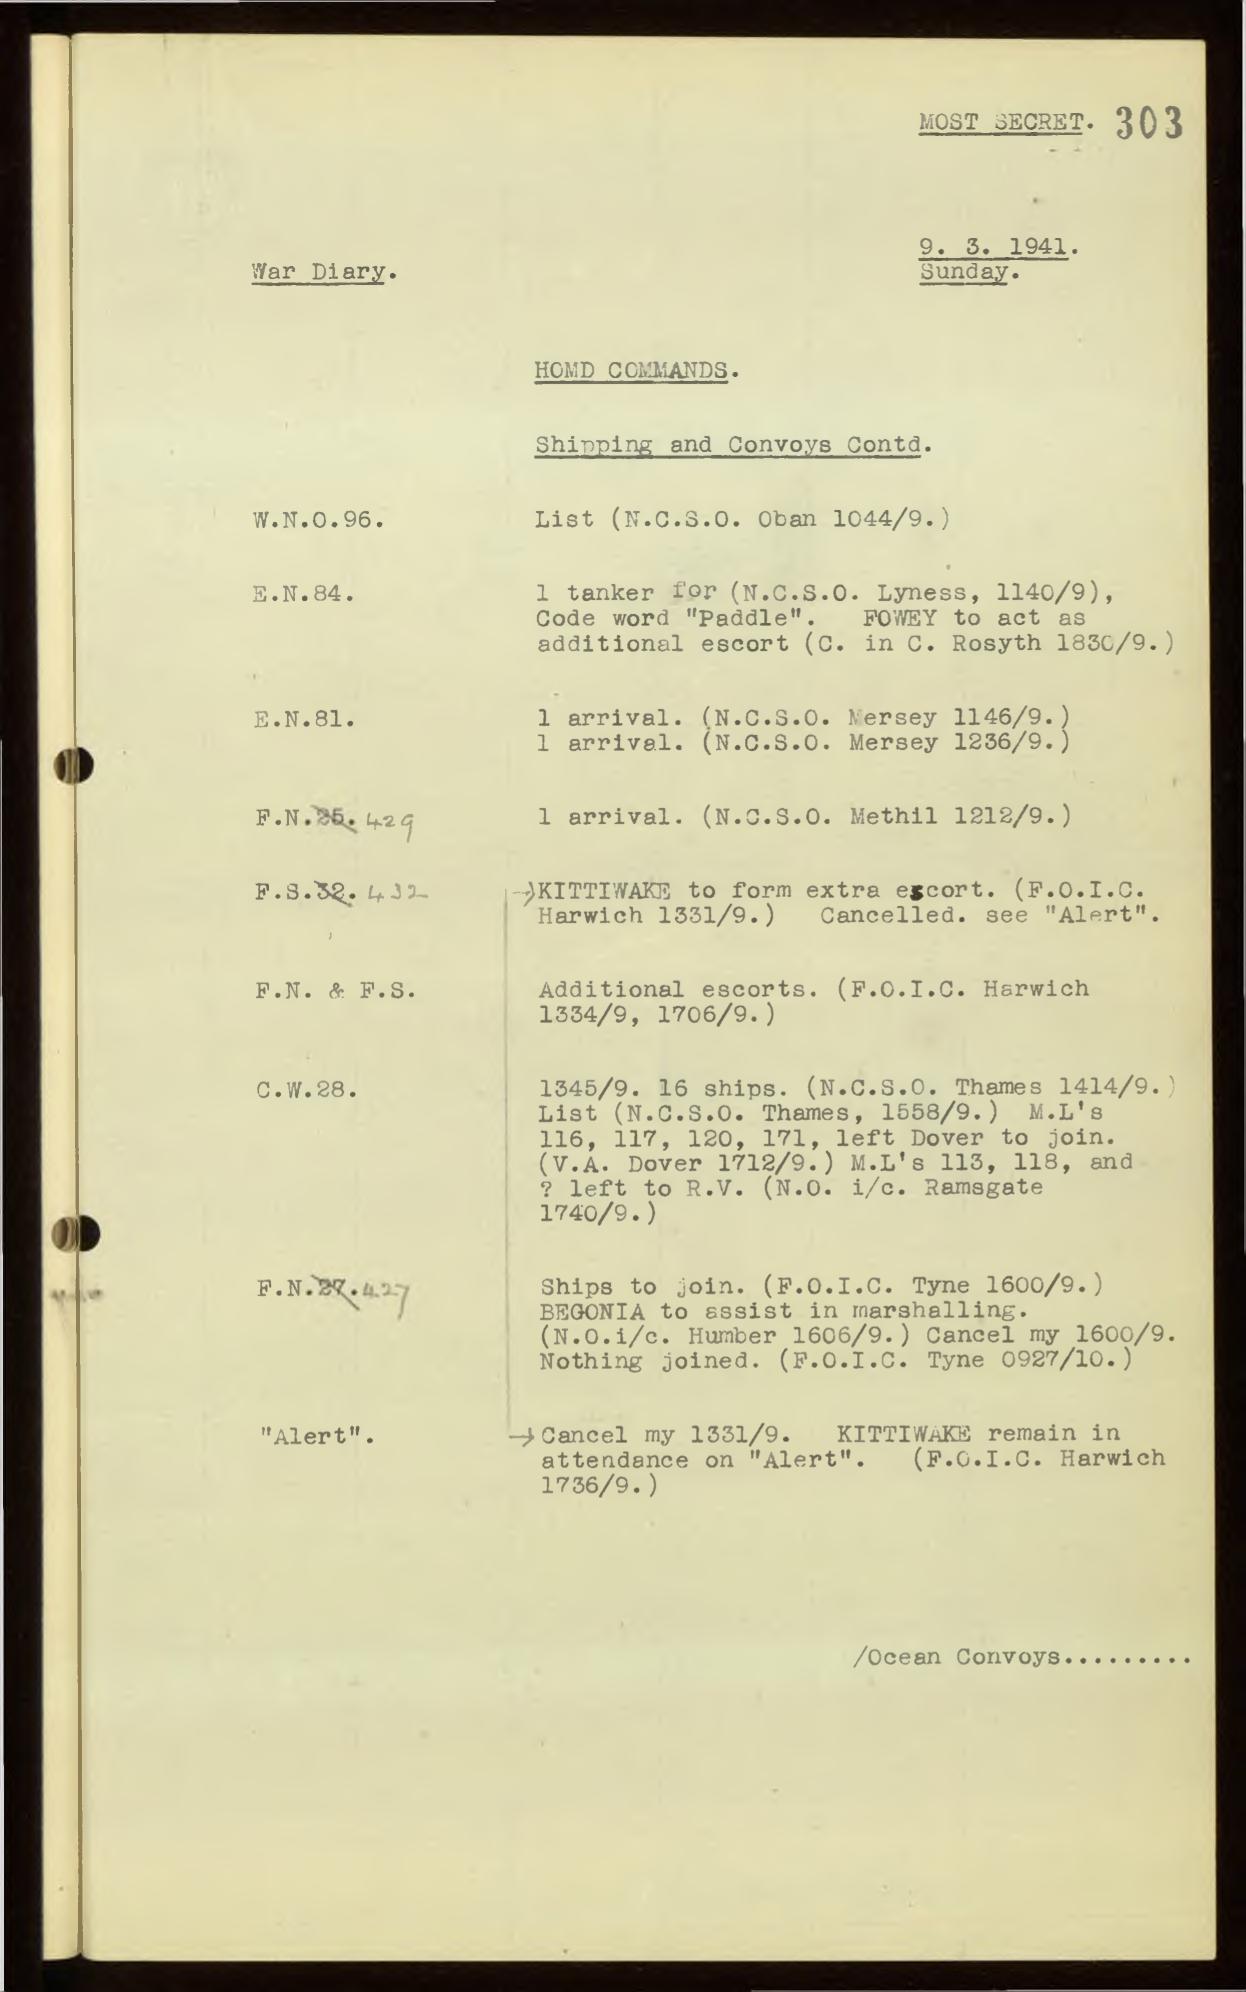 MOST SECRET. 303
9. 3. 1941.
War Diary.
Sunday.
HOMD COMMANDS.
Shipping and Convoys Contd.
W.N.O.96. List (N.C.S.O. Oban 1044/9.)
E.N.84. 1 tanker for (N.C.S.O. Lyness, 1140/9),
Code word "Paddle". FOWEY to act as
additional escort (C. in C. Rosyth 1830/9.)
E.N.81. 1 arrival. (N.C.S.O. Mersey 1146/9.)
1 arrival. (N.C.S.O. Mersey 1236/9.)
F.N. 429 1 arrival. (N.C.S.O. Methil 1212/9.)
F.S.32. 432 →KITTIWAKE to form extra escort. (F.O.I.C.
Harwich 1331/9.) Cancelled. see "Alert".
F.N. & F.S. Additional escorts. (F.O.I.C. Harwich
1334/9, 1706/9.)
C.W.28. 1345/9. 16 ships. (N.C.S.O. Thames 1414/9.)
List (N.C.S.O. Thames, 1558/9.) M.L's
116, 117, 120, 171, left Dover to join.
(V.A. Dover 1712/9.) M.L's 113, 118, and
? left to R.V. (N.O. i/c. Ramsgate
1740/9.)
F.N.27. 427 Ships to join. (F.O.I.C. Tyne 1600/9.)
BEGONIA to assist in marshalling.
(N.O.i/c. Humber 1606/9.) Cancel my 1600/9.
Nothing joined. (F.O.I.C. Tyne 0927/10.)
"Alert". →Cancel my 1331/9. KITTIWAKE remain in
attendance on "Alert". (F.O.I.C. Harwich
1736/9.)
/Ocean Convoys.........